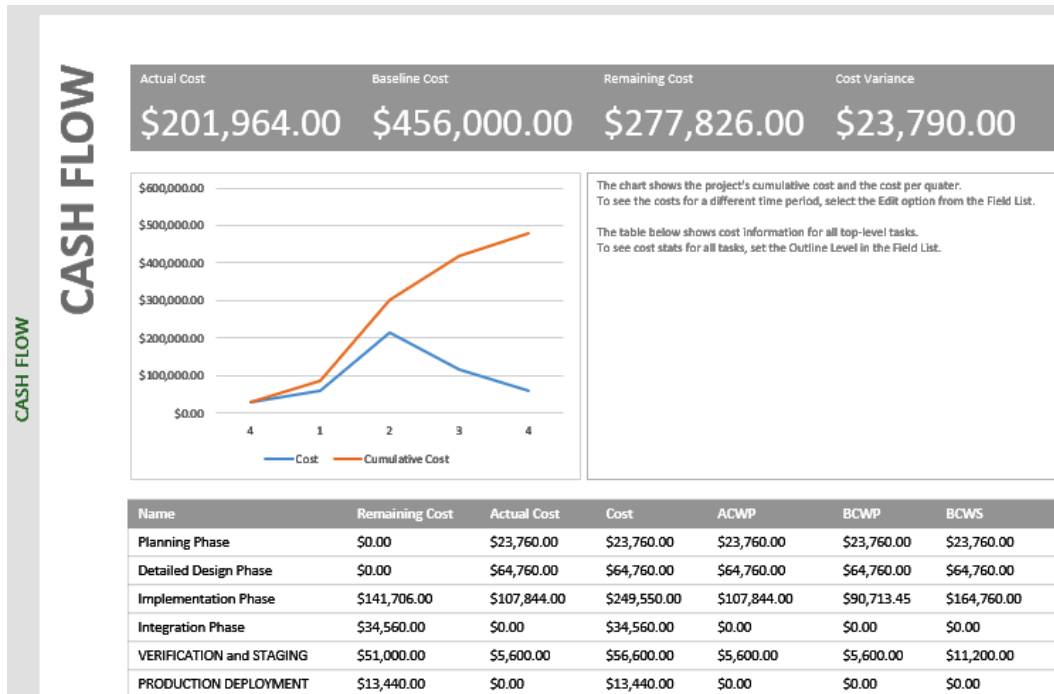 CASH FLOW
CASH FLOW
Actual Cost Baseline Cost Remaining Cost Cost Variance
$201,964.00 $456,000.00 $277,826.00 $23,790.00
$600,000.00
$500,000.00
$400,000.00
$300,000.00
$200,000.00
$100,000.00
$0.00
4 1 2 3 4
Cost Cumulative Cost
The chart shows the project's cumulative cost and the cost per quater.
To see the costs for a different time period, select the Edit option from the Field List.
The table below shows cost information for all top-level tasks.
To see cost stats for all tasks, set the Outline Level in the Field List.
Name Remaining Cost Actual Cost Cost ACWP BCWP BCWS
Planning Phase $0.00 $23,760.00 $23,760.00 $23,760.00 $23,760.00 $23,760.00
Detailed Design Phase $0.00 $64,760.00 $64,760.00 $64,760.00 $64,760.00 $64,760.00
Implementation Phase $141,706.00 $107,844.00 $249,550.00 $107,844.00 $90,713.45 $164,760.00
Integration Phase $34,560.00 $0.00 $34,560.00 $0.00 $0.00 $0.00
VERIFICATION and STAGING $51,000.00 $5,600.00 $56,600.00 $5,600.00 $5,600.00 $11,200.00
PRODUCTION DEPLOYMENT $13,440.00 $0.00 $13,440.00 $0.00 $0.00 $0.00